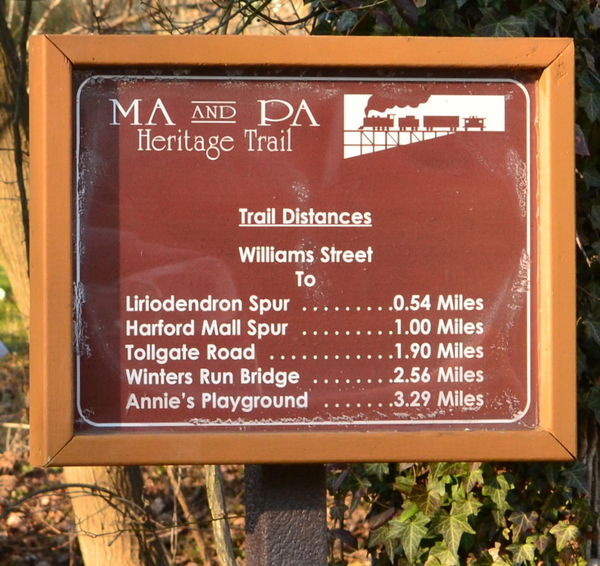 MA AND PA
Heritage Trail
Trail Distances
Williams Street
To
Liriodendron Spur .........0.54 Miles
Harford Mall Spur .........1.00 Miles
Tollgate Road ............1.90 Miles
Winters Run Bridge ........2.56 Miles
Annie's Playground ........3.29 Miles